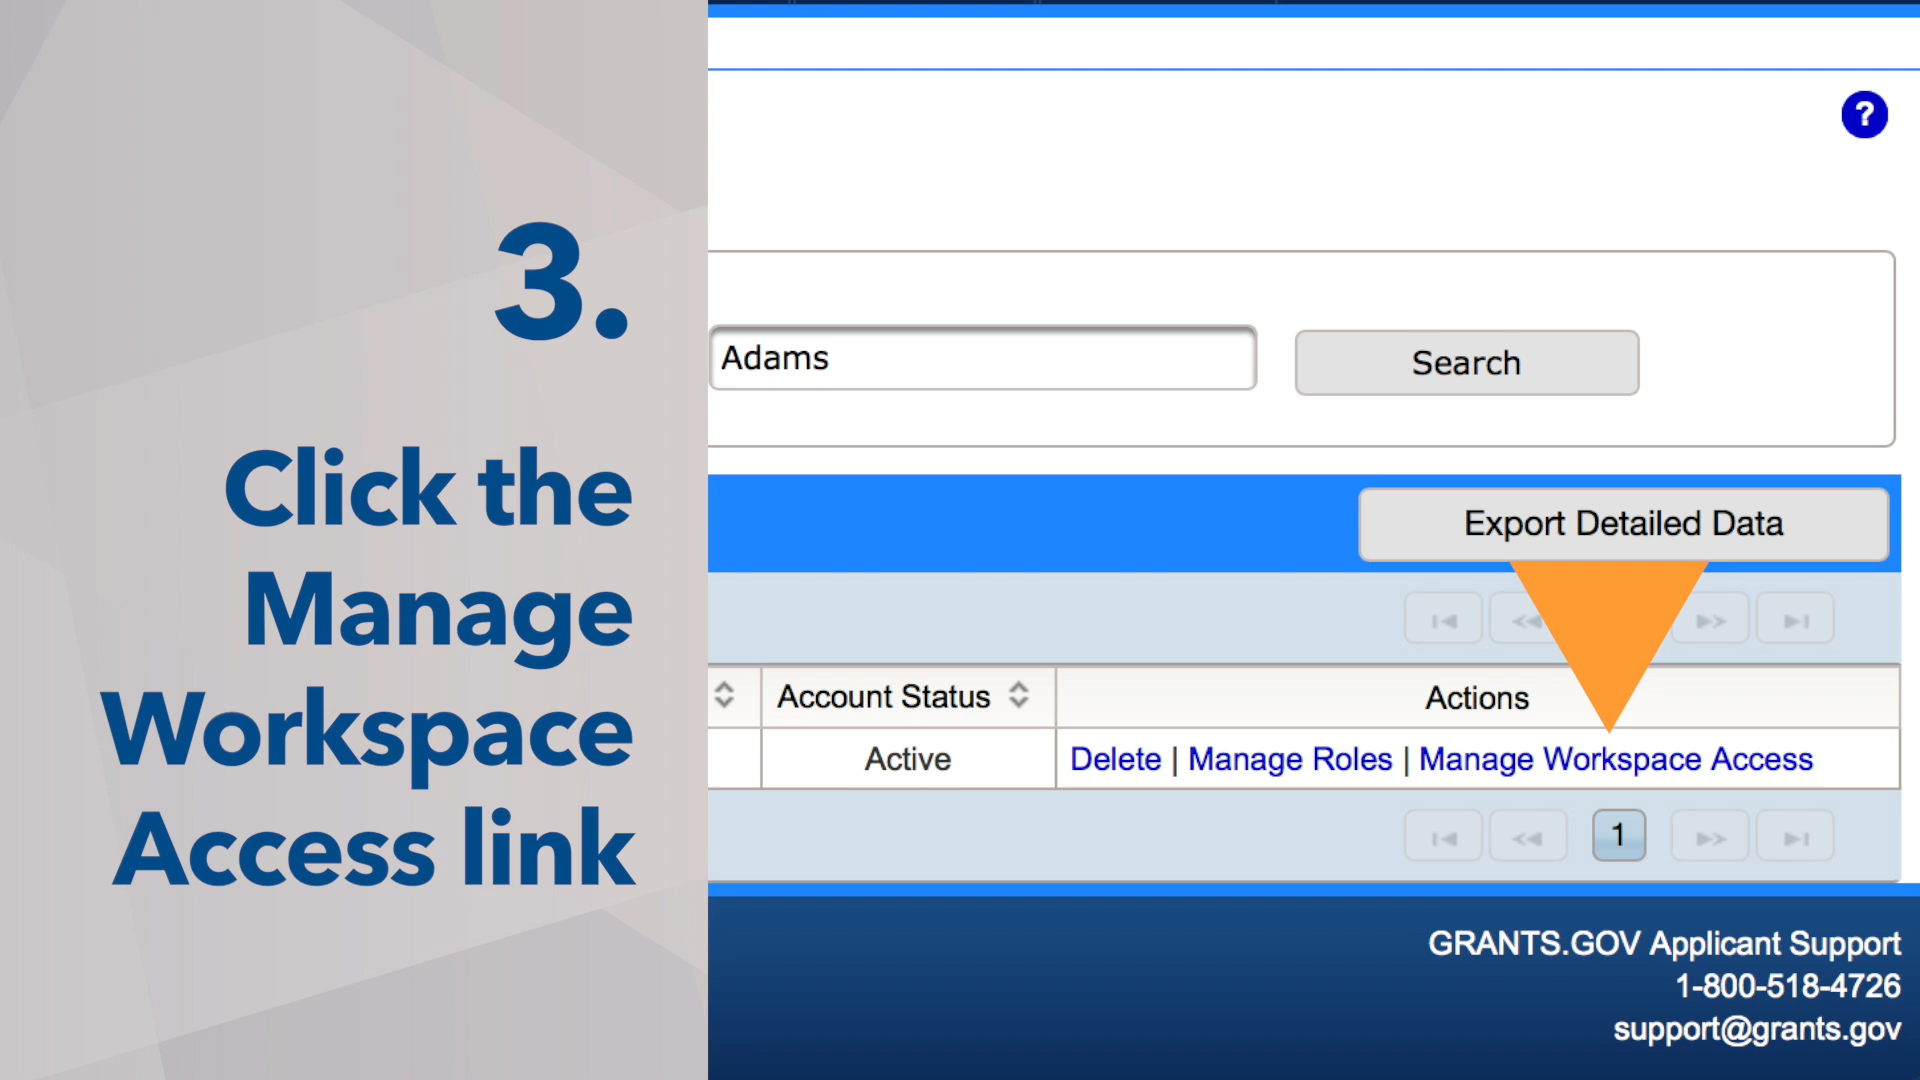 3.
Click the
Manage
Workspace
Access link
?
Adams
Search
Export Detailed Data
Account Status
Actions
Active
Delete | Manage Roles | Manage Workspace Access
1
GRANTS.GOV Applicant Support
1-800-518-4726
support@grants.gov